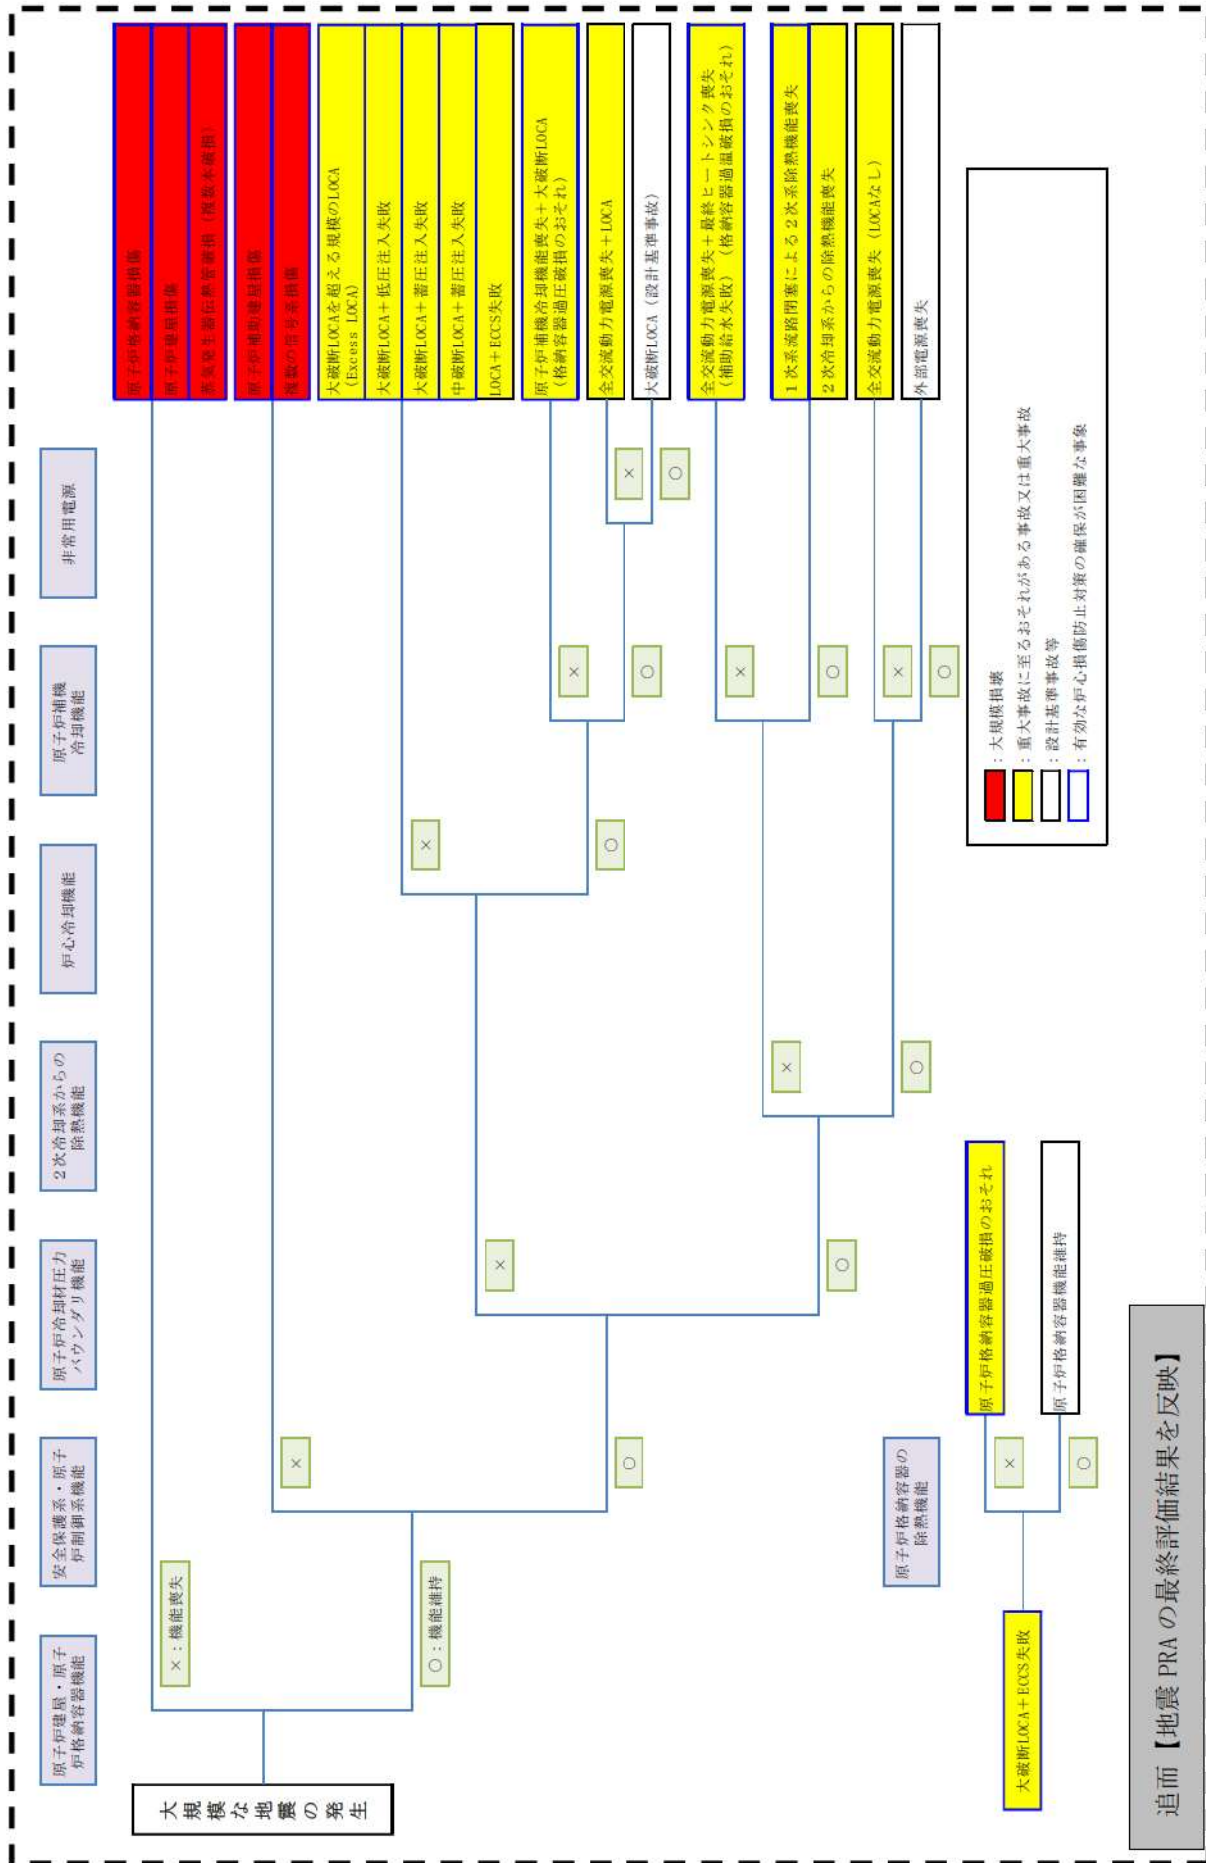 大規模な地震の発生
原子炉建屋・原子
炉格納容器機能
安全保護系・原子
炉制御系機能
原子炉冷却材圧力
バウンダリ機能
2次冷却系からの
除熱機能
炉心冷却機能
原子炉補機
冷却機能
非常用電源
×:機能喪失
○:機能維持
×
○
×
○
×
○
×
○
×
○
×
○
×
○
×
○
原子炉格納容器損傷
原子炉建屋損傷
蒸気発生器伝熱管破損(複数本破損)
原子炉補助建屋損傷
複数の信号系損傷
大破断LOCAを超える規模のLOCA
(Excess LOCA)
大破断LOCA+低圧注入失敗
大破断LOCA+蓄圧注入失敗
中破断LOCA+蓄圧注入失敗
LOCA+ECCS失敗
原子炉補機冷却機能喪失+大破断LOCA
(格納容器過圧破損のおそれ)
全交流動力電源喪失+LOCA
大破断LOCA(設計基準事故)
全交流動力電源喪失+最終ヒートシンク喪失
(補助給水失敗)(格納容器過温破損のおそれ)
1次系流路閉塞による2次系除熱機能喪失
2次冷却系からの除熱機能喪失
全交流動力電源喪失(LOCAなし)
外部電源喪失
:大規模損壊
:重大事故に至るおそれがある事故又は重大事故
:設計基準事故等
:有効な炉心損傷防止対策の確保が困難な事象
原子炉格納容器の
除熱機能
大破断LOCA+ECCS失敗
×
○
原子炉格納容器過圧破損のおそれ
原子炉格納容器機能維持
追而【地震PRAの最終評価結果を反映】